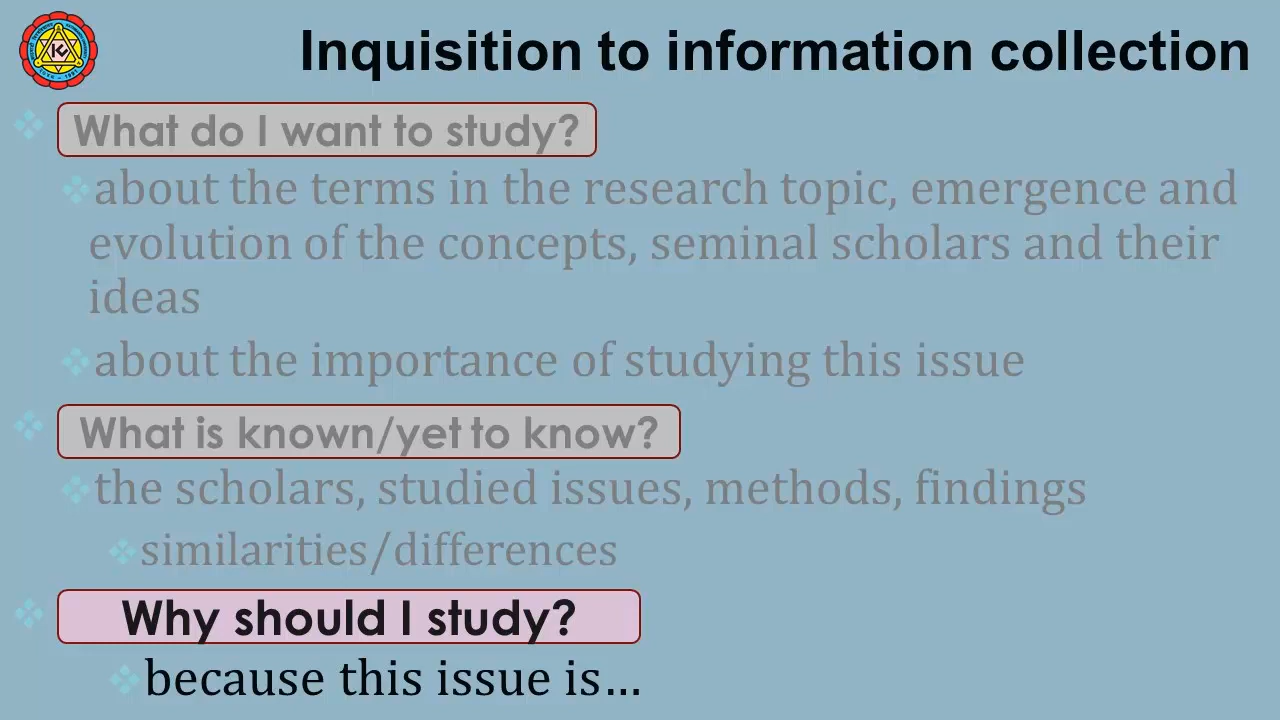 Inquisition to information collection
What do I want to study?
about the terms in the research topic, emergence and
evolution of the concepts, seminal scholars and their
ideas
about the importance of studying this issue
What is known/yet to know?
the scholars, studied issues, methods, findings
similarities/differences
Why should I study?
because this issue is...